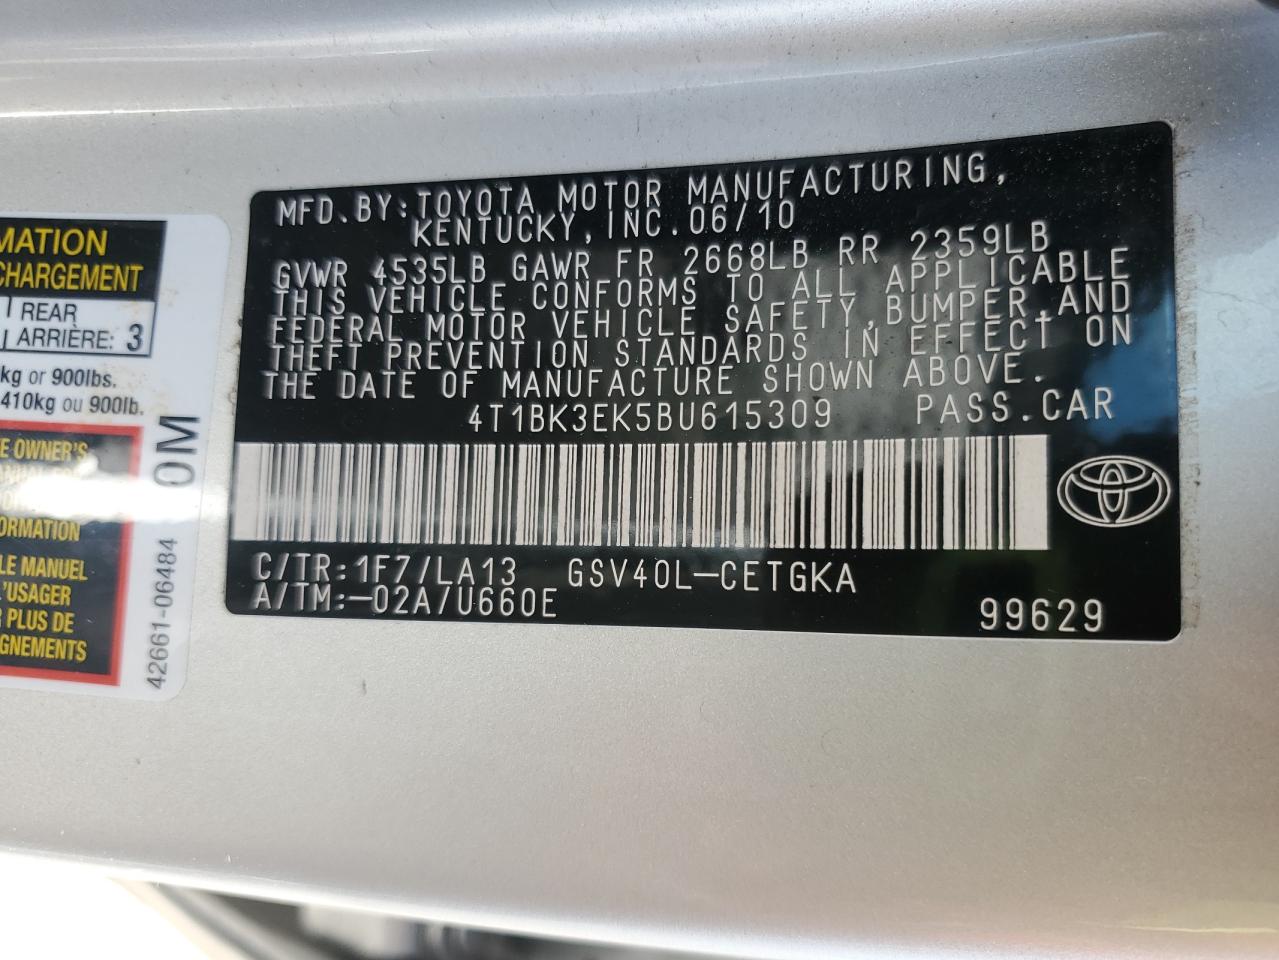 MFD.BY:TOYOTA MOTOR MANUFACTURING,
KENTUCKY,INC.06/10
GVWR 4535LB GAWR FR 2668LB RR 2359LB
THIS VEHICLE CONFORMS TO ALL APPLICABLE
FEDERAL MOTOR VEHICLE SAFETY,BUMPER,AND
THEFT PREVENTION STANDARDS IN EFFECT ON
THE DATE OF MANUFACTURE SHOWN ABOVE.
4T1BK3EK5BU615309 PASS.CAR
C/TR:1F7/LA13 GSV40L-CETGKA
A/TM:-02A/U660E
99629
MATION
CHARGEMENT
REAR
ARRIÈRE: 3
kg or 900lbs.
410kg ou 900lb.
E OWNER'S
ORMATION
LE MANUEL
'USAGER
R PLUS DE
GNEMENTS
42661-06484
0M